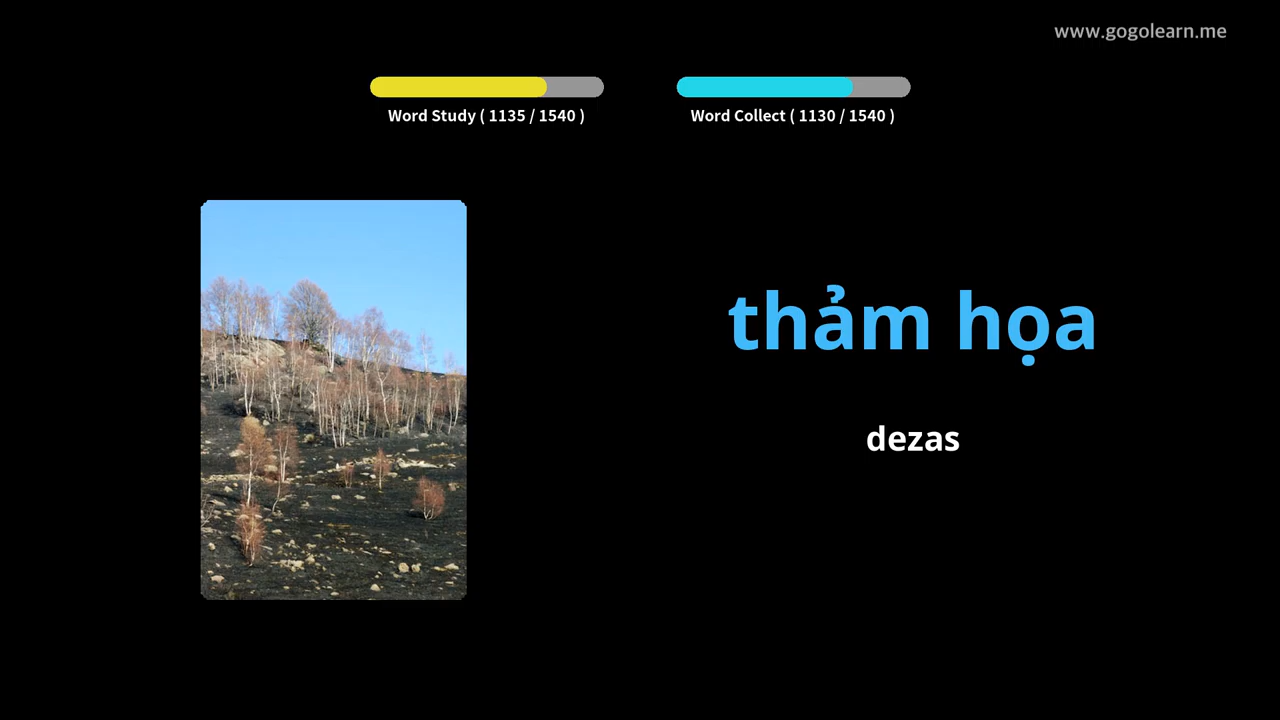 www.gogolearn.me
Word Study ( 1135 / 1540 )
Word Collect ( 1130 / 1540 )
thảm họa
dezas